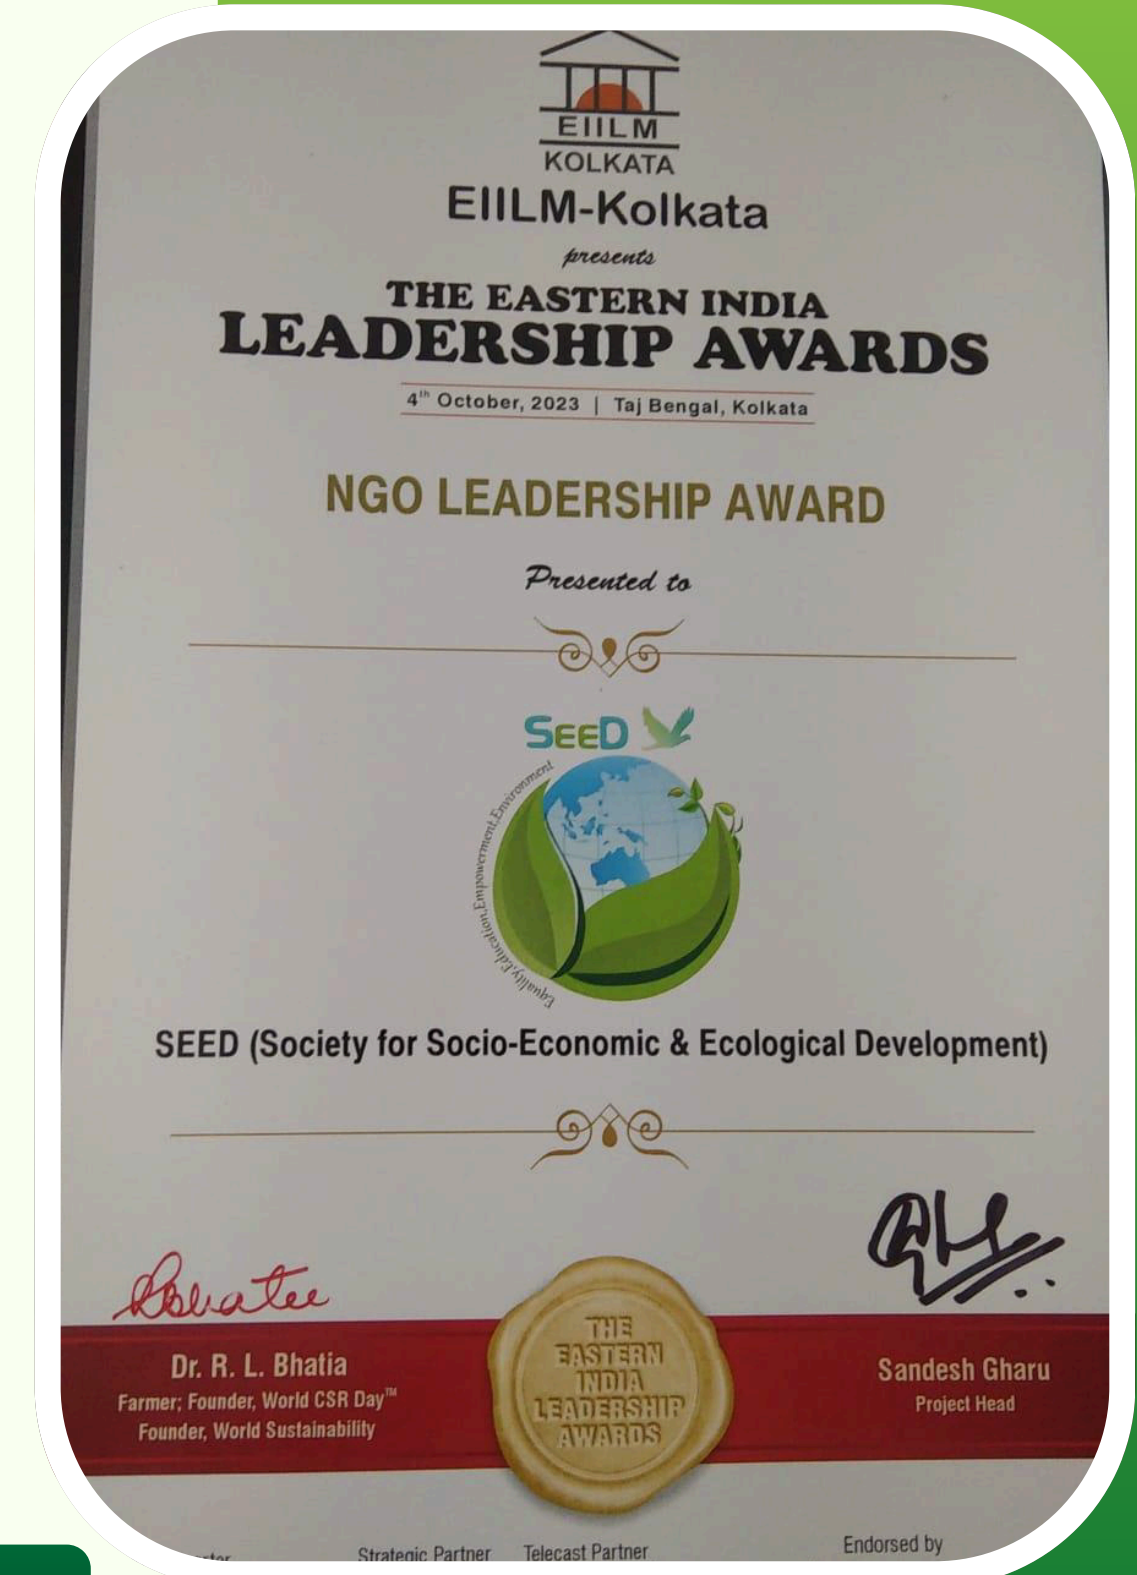 EIILM
KOLKATA
EIILM-Kolkata
presents
THE EASTERN INDIA
LEADERSHIP AWARDS
4th October, 2023 | Taj Bengal, Kolkata
NGO LEADERSHIP AWARD
Presented to
SEED
Equality,Education,Empowerment,Environment
SEED (Society for Socio-Economic & Ecological Development)
Dr. R. L. Bhatia
Farmer; Founder, World CSR Day™
Founder, World Sustainability
THE
EASTERN
INDIA
LEADERSHIP
AWARDS
Sandesh Gharu
Project Head
Strategic Partner
Telecast Partner
Endorsed by